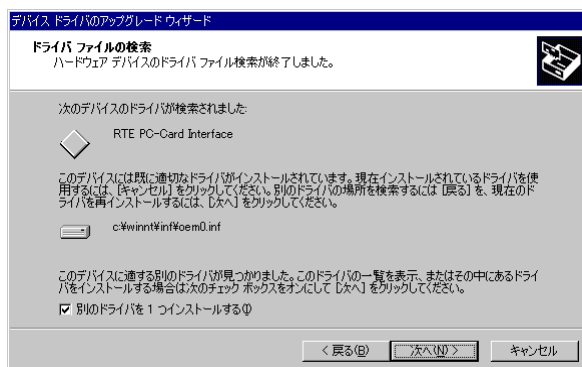 デバイス ドライバのアップグレード ウィザード
ドライバ ファイルの検索
ハードウェア デバイスのドライバ ファイル検索が終了しました。
次のデバイスのドライバが検索されました:
RTE PC-Card Interface
このデバイスには既に適切なドライバがインストールされています。現在インストールされているドライバを使
用するには、[キャンセル] をクリックしてください。別のドライバの場所を検索するには [戻る] を、現在のド
ライバを再インストールするには、[次へ] をクリックしてください。
c:¥winnt¥inf¥oem0.inf
このデバイスに適する別のドライバが見つかりました。このドライバの一覧を表示、またはその中にあるドライ
バをインストールする場合は次のチェック ボックスをオンにして [次へ] をクリックしてください。
別のドライバを 1 つインストールする(I)
< 戻る(B)
次へ(N) >
キャンセル